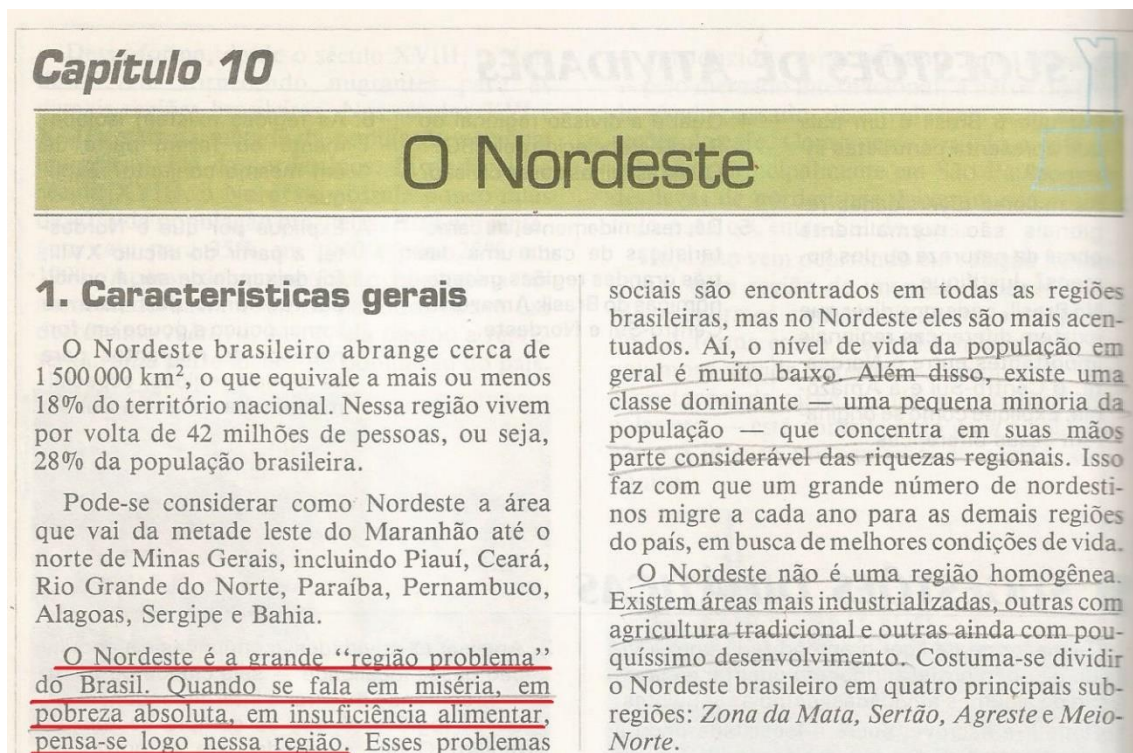 Capítulo 10
O Nordeste
1. Características gerais
O Nordeste brasileiro abrange cerca de
1 500 000 km², o que equivale a mais ou menos
18% do território nacional. Nessa região vivem
por volta de 42 milhões de pessoas, ou seja,
28% da população brasileira.
Pode-se considerar como Nordeste a área
que vai da metade leste do Maranhão até o
norte de Minas Gerais, incluindo Piauí, Ceará,
Rio Grande do Norte, Paraíba, Pernambuco,
Alagoas, Sergipe e Bahia.
O Nordeste é a grande ‘‘região problema’’
do Brasil. Quando se fala em miséria, em
pobreza absoluta, em insuficiência alimentar,
pensa-se logo nessa região. Esses problemas
sociais são encontrados em todas as regiões
brasileiras, mas no Nordeste eles são mais acen-
tuados. Aí, o nível de vida da população em
geral é muito baixo. Além disso, existe uma
classe dominante — uma pequena minoria da
população — que concentra em suas mãos
parte considerável das riquezas regionais. Isso
faz com que um grande número de nordesti-
nos migre a cada ano para as demais regiões
do país, em busca de melhores condições de vida.
O Nordeste não é uma região homogênea.
Existem áreas mais industrializadas, outras com
agricultura tradicional e outras ainda com pou-
quíssimo desenvolvimento. Costuma-se dividir
o Nordeste brasileiro em quatro principais sub-
regiões: Zona da Mata, Sertão, Agreste e Meio-
Norte.